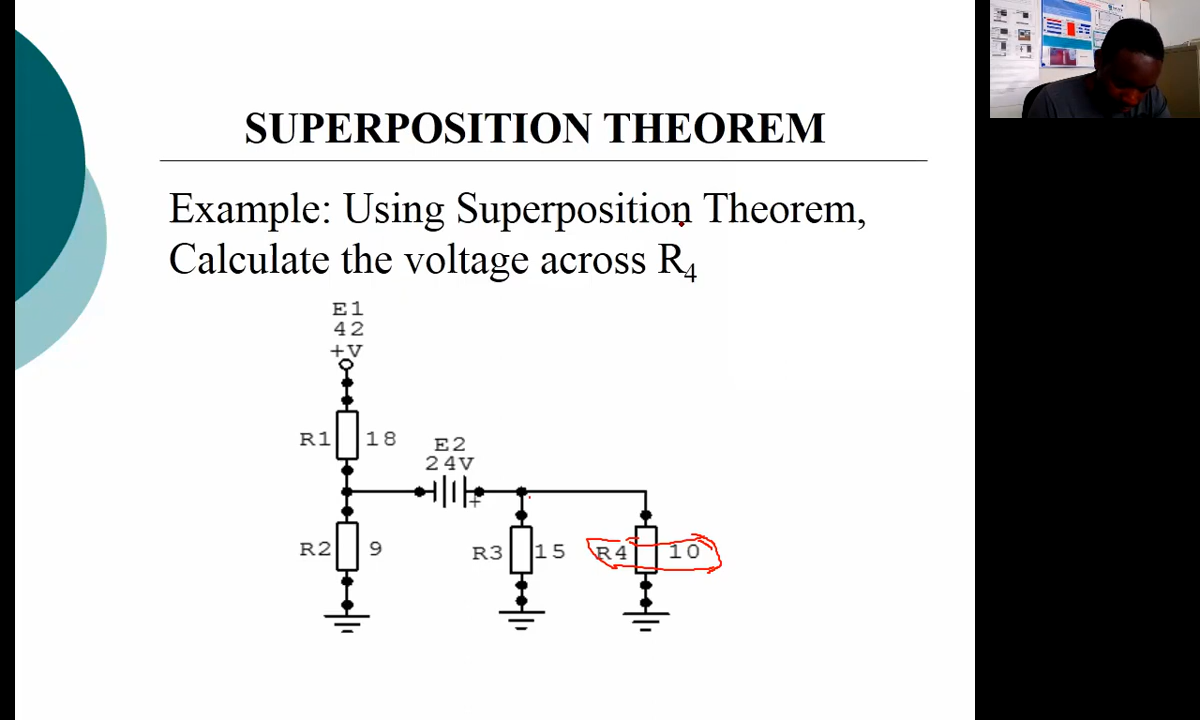 SUPERPOSITION THEOREM
Example: Using Superposition Theorem,
Calculate the voltage across R₄
E1
42
+V
R1 18
E2
24V
+
R2 9
R3 15
R4 10